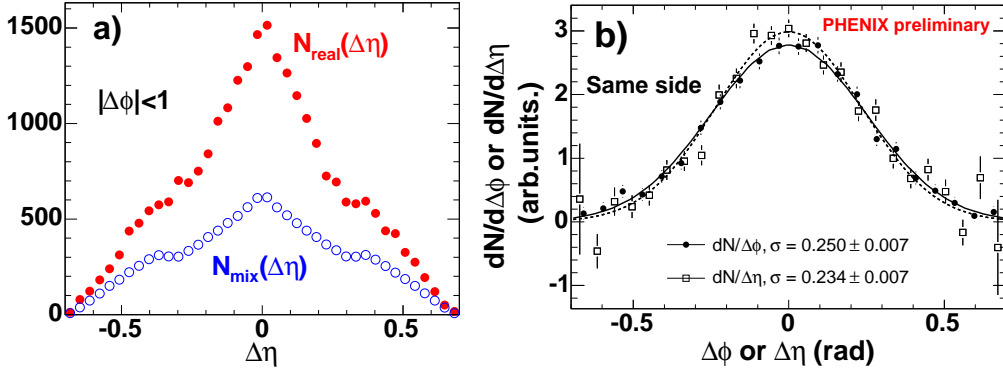 a)
N_real(Δη)
|Δϕ|<1
N_mix(Δη)
1500
1000
500
0
-0.5
0
0.5
Δη
b)
PHENIX preliminary
Same side
dN/dΔϕ or dN/dΔη
(arb.units.)
3
2
1
0
-1
dN/Δϕ, σ = 0.250 ± 0.007
dN/Δη, σ = 0.234 ± 0.007
-0.5
0
0.5
Δϕ or Δη (rad)